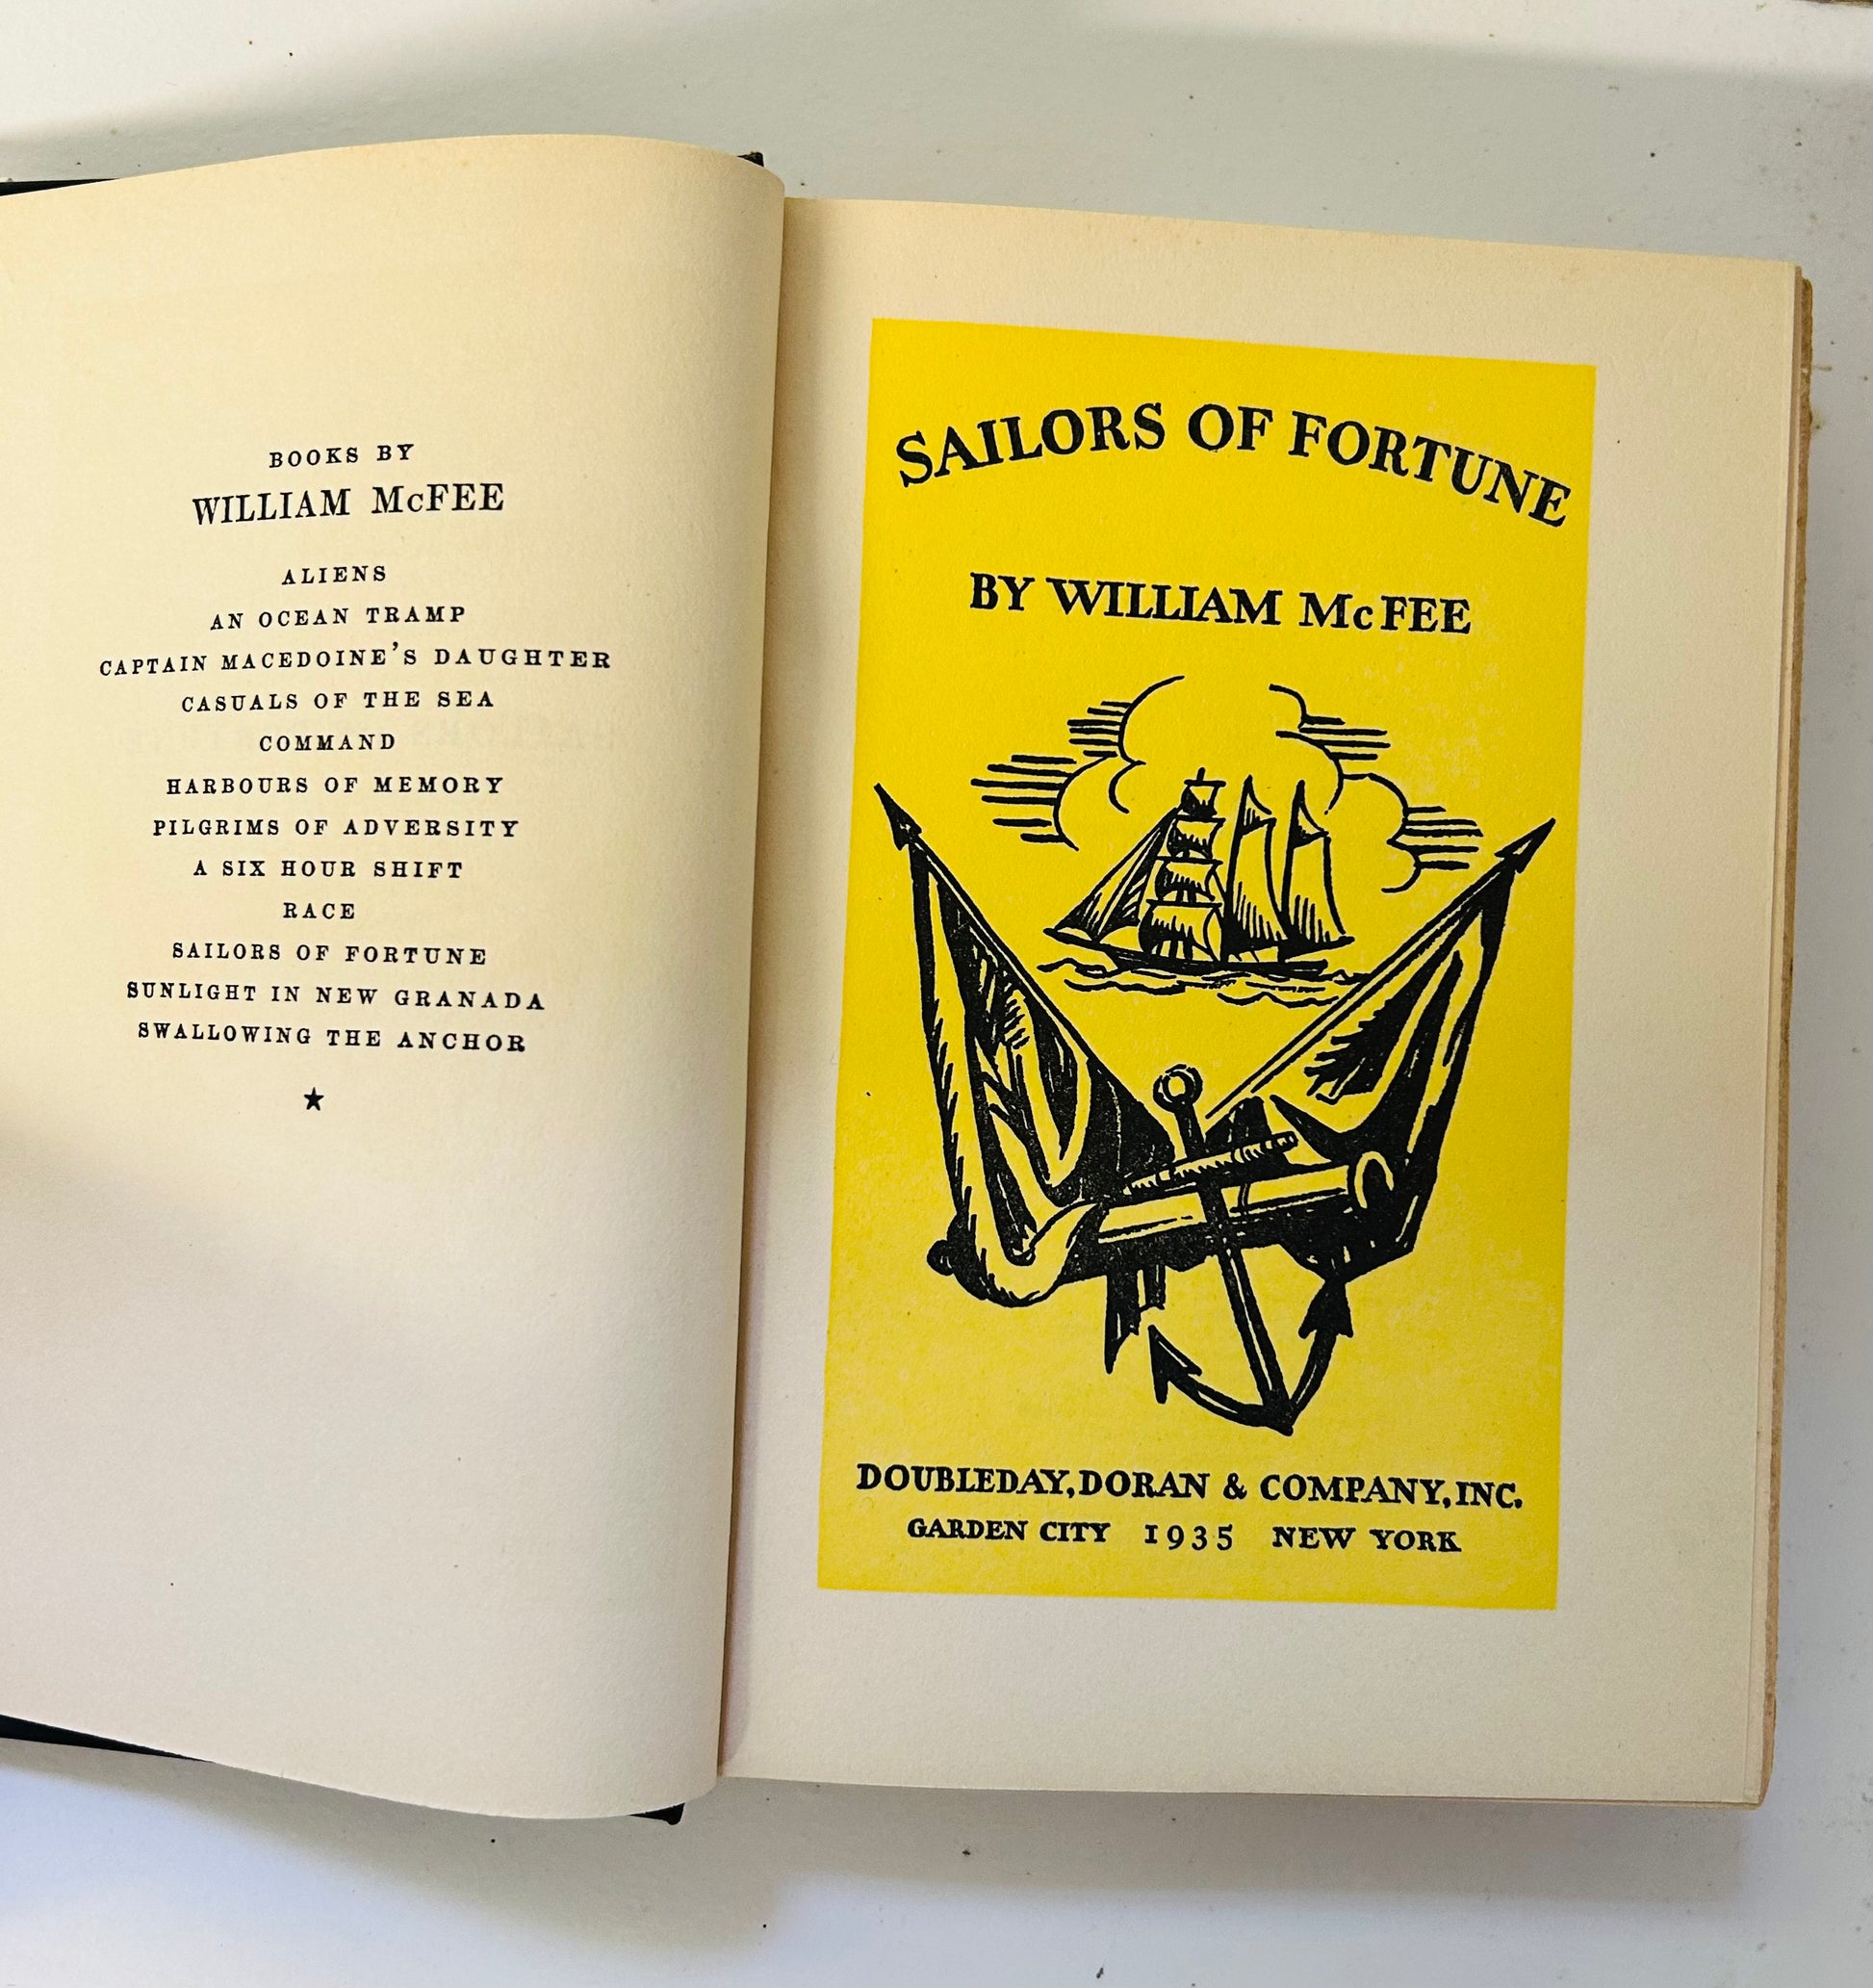 BOOKS BY
WILLIAM McFEE
ALIENS
AN OCEAN TRAMP
CAPTAIN MACEDOINE'S DAUGHTER
CASUALS OF THE SEA
COMMAND
HARBOURS OF MEMORY
PILGRIMS OF ADVERSITY
A SIX HOUR SHIFT
RACE
SAILORS OF FORTUNE
SUNLIGHT IN NEW GRANADA
SWALLOWING THE ANCHOR
SAILORS OF FORTUNE
BY WILLIAM McFEE
DOUBLEDAY, DORAN & COMPANY, INC.
GARDEN CITY 1935 NEW YORK